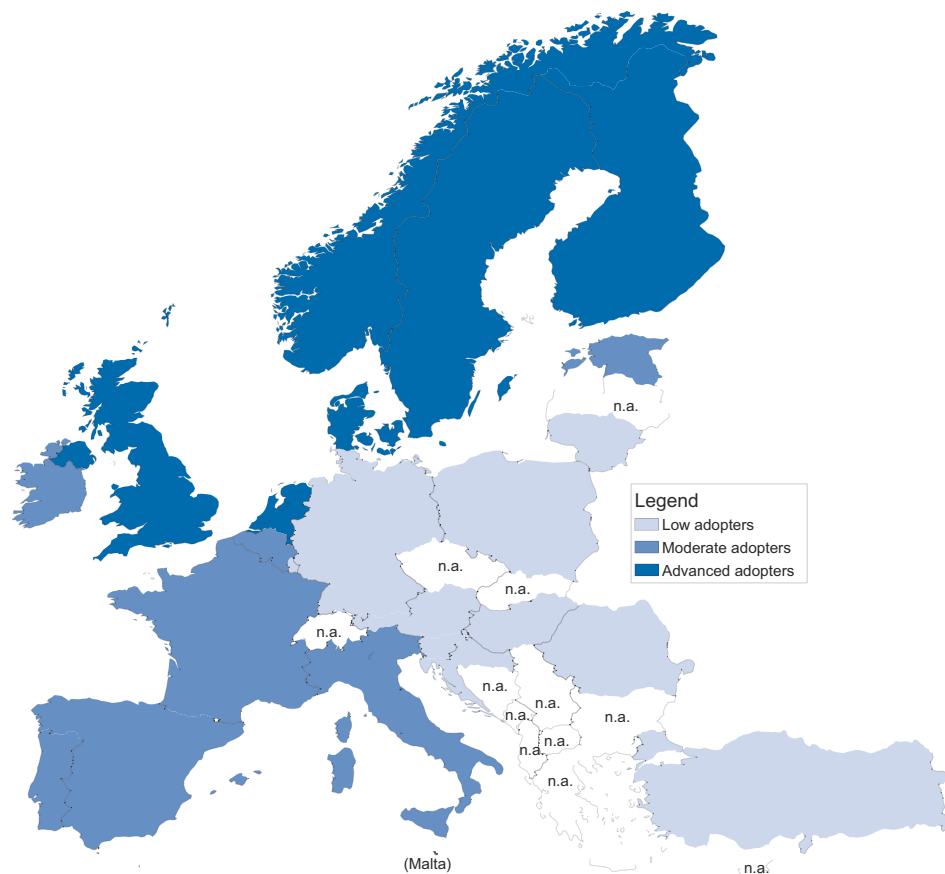 n.a.
Legend
Low adopters
Moderate adopters
Advanced adopters
n.a.
n.a.
n.a.
n.a.
n.a.
n.a.
n.a.
n.a.
n.a.
n.a.
(Malta)
n.a.